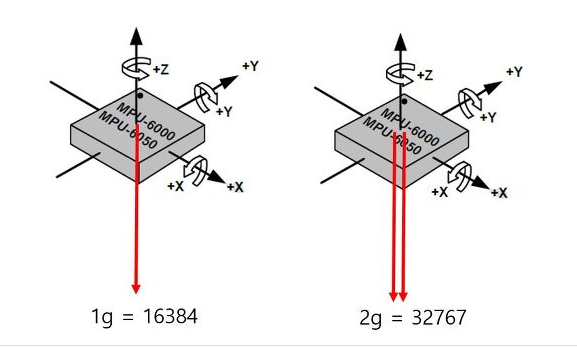 +Z
+Y
+Y
MPU-6000
MPU-6050
+X
+X
1g = 16384
+Z
+Y
+Y
MPU-6000
MPU-6050
+X
+X
2g = 32767